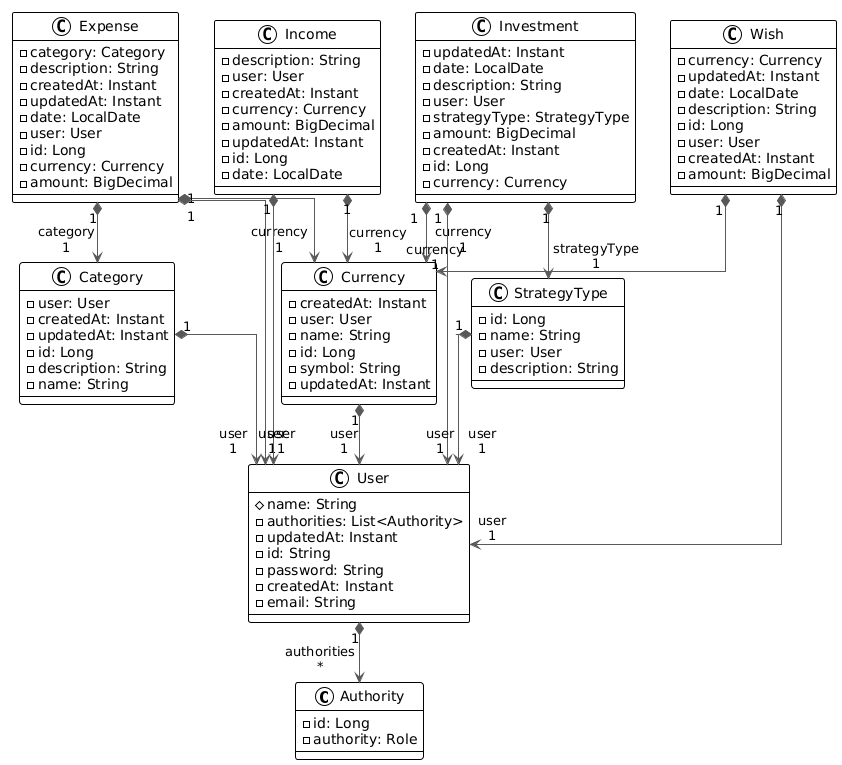 C Expense
category: Category
description: String
createdAt: Instant
updatedAt: Instant
date: LocalDate
user: User
id: Long
currency: Currency
amount: BigDecimal
C Income
description: String
user: User
createdAt: Instant
currency: Currency
amount: BigDecimal
updatedAt: Instant
id: Long
date: LocalDate
C Investment
updatedAt: Instant
date: LocalDate
description: String
user: User
strategyType: StrategyType
amount: BigDecimal
createdAt: Instant
id: Long
currency: Currency
C Wish
currency: Currency
updatedAt: Instant
date: LocalDate
description: String
id: Long
user: User
createdAt: Instant
amount: BigDecimal
1
1
1
1
1
1
1
1
1
1
category
1
currency
1
currency
1
currency
1
currency
1
strategyType
1
C Category
user: User
createdAt: Instant
updatedAt: Instant
id: Long
description: String
name: String
C Currency
createdAt: Instant
user: User
name: String
id: Long
symbol: String
updatedAt: Instant
C StrategyType
id: Long
name: String
user: User
description: String
1
1
1
user
1
user
1
user
1
user
1
user
1
user
1
C User
name: String
authorities: List<Authority>
updatedAt: Instant
id: String
password: String
createdAt: Instant
email: String
user
1
1
authorities
*
C Authority
id: Long
authority: Role